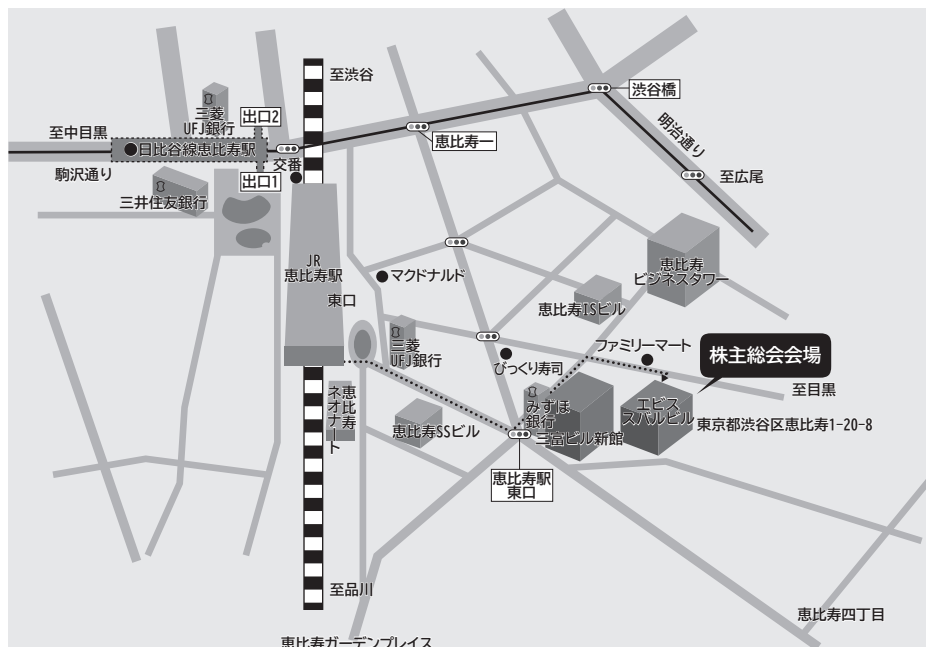 至渋谷
渋谷橋
三菱
UFJ銀行
出口2
至中目黒
日比谷線恵比寿駅
恵比寿一
明治通り
交番
駒沢通り
出口1
至広尾
三井住友銀行
JR
恵比寿駅
東口
マクドナルド
恵比寿
ビジネスタワー
恵比寿ISビル
三菱
UFJ銀行
びっくり寿司
ファミリーマート
株主総会会場
至目黒
恵比寿
ネオナート
恵比寿SSビル
みずほ
銀行
三富ビル新館
エビス
スバルビル
東京都渋谷区恵比寿1-20-8
恵比寿駅
東口
至品川
恵比寿四丁目
恵比寿ガーデンプレイス